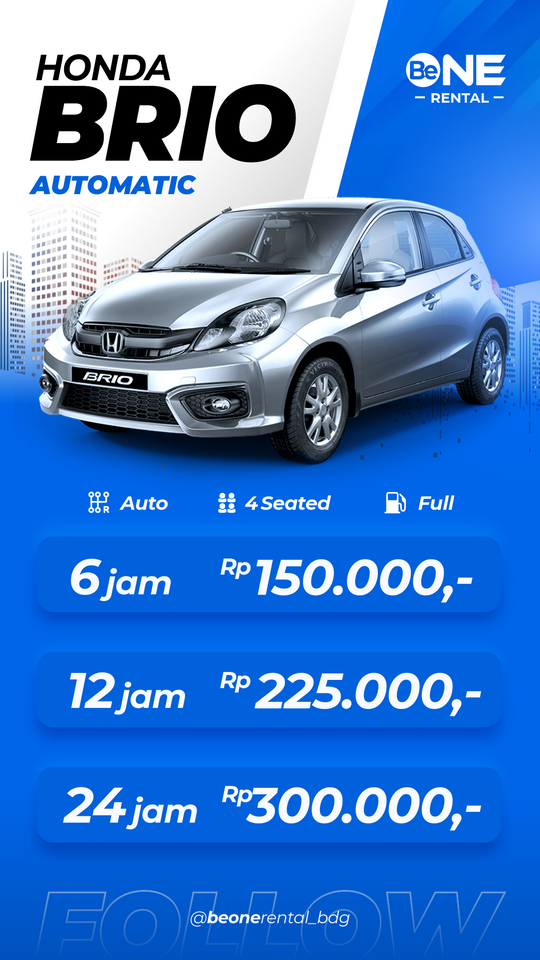 HONDA
BRIO
AUTOMATIC
BeONE
RENTAL
BRIO
R
Auto
4 Seated
Full
6 jam Rp 150.000,-
12 jam Rp 225.000,-
24 jam Rp 300.000,-
FOLLOW
@beonerental_bdg